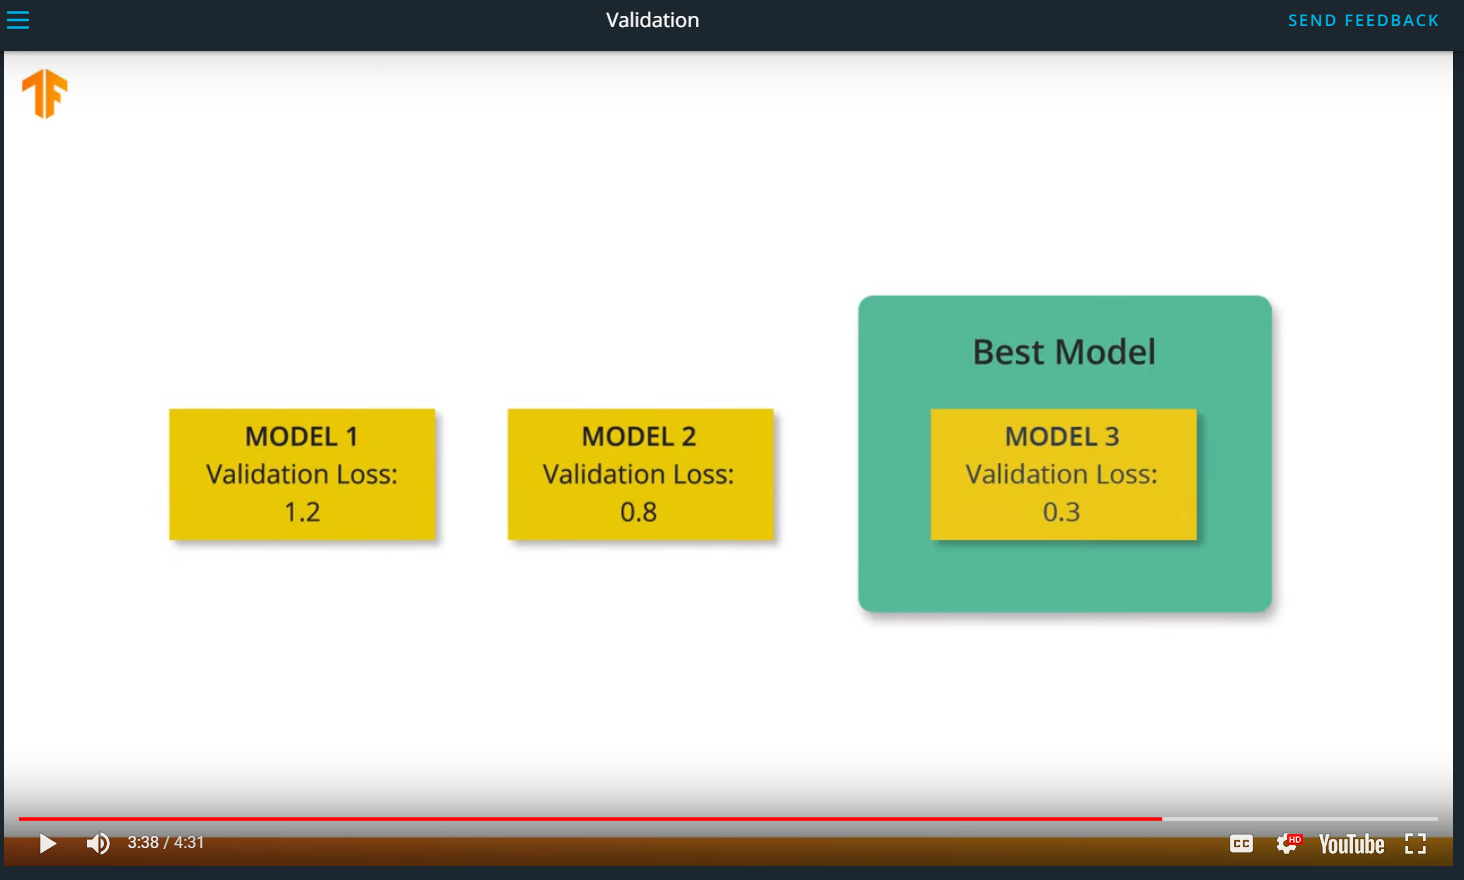 Validation
SEND FEEDBACK
Best Model
MODEL 1
Validation Loss:
1.2
MODEL 2
Validation Loss:
0.8
MODEL 3
Validation Loss:
0.3
3:38 / 4:31
CC
HD
YouTube